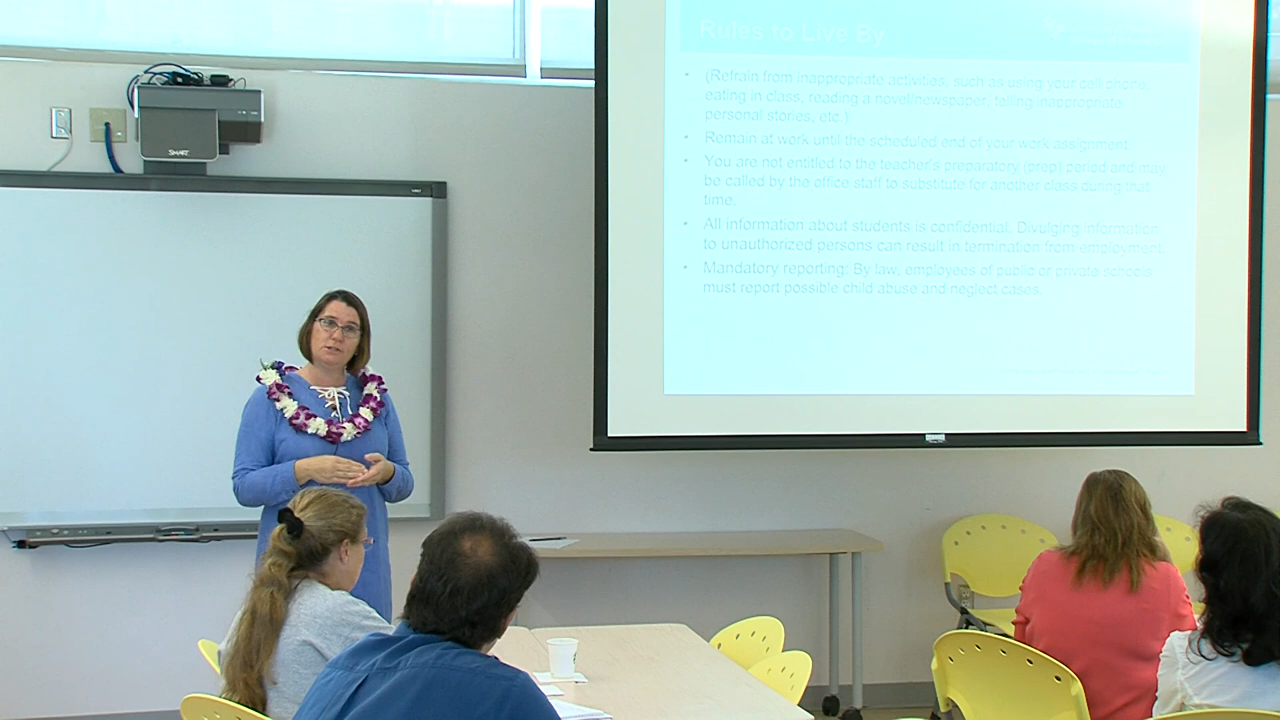 Rules to Live By
• (Refrain from inappropriate activities, such as using your cell phone,
eating in class, reading a novel/newspaper, telling inappropriate
personal stories, etc.)
• Remain at work until the scheduled end of your work assignment.
• You are not entitled to the teacher's preparatory (prep) period and may
be called by the office staff to substitute for another class during that
time.
• All information about students is confidential. Divulging information
to unauthorized persons can result in termination from employment.
• Mandatory reporting: By law, employees of public or private schools
must report possible child abuse and neglect cases.
SMART